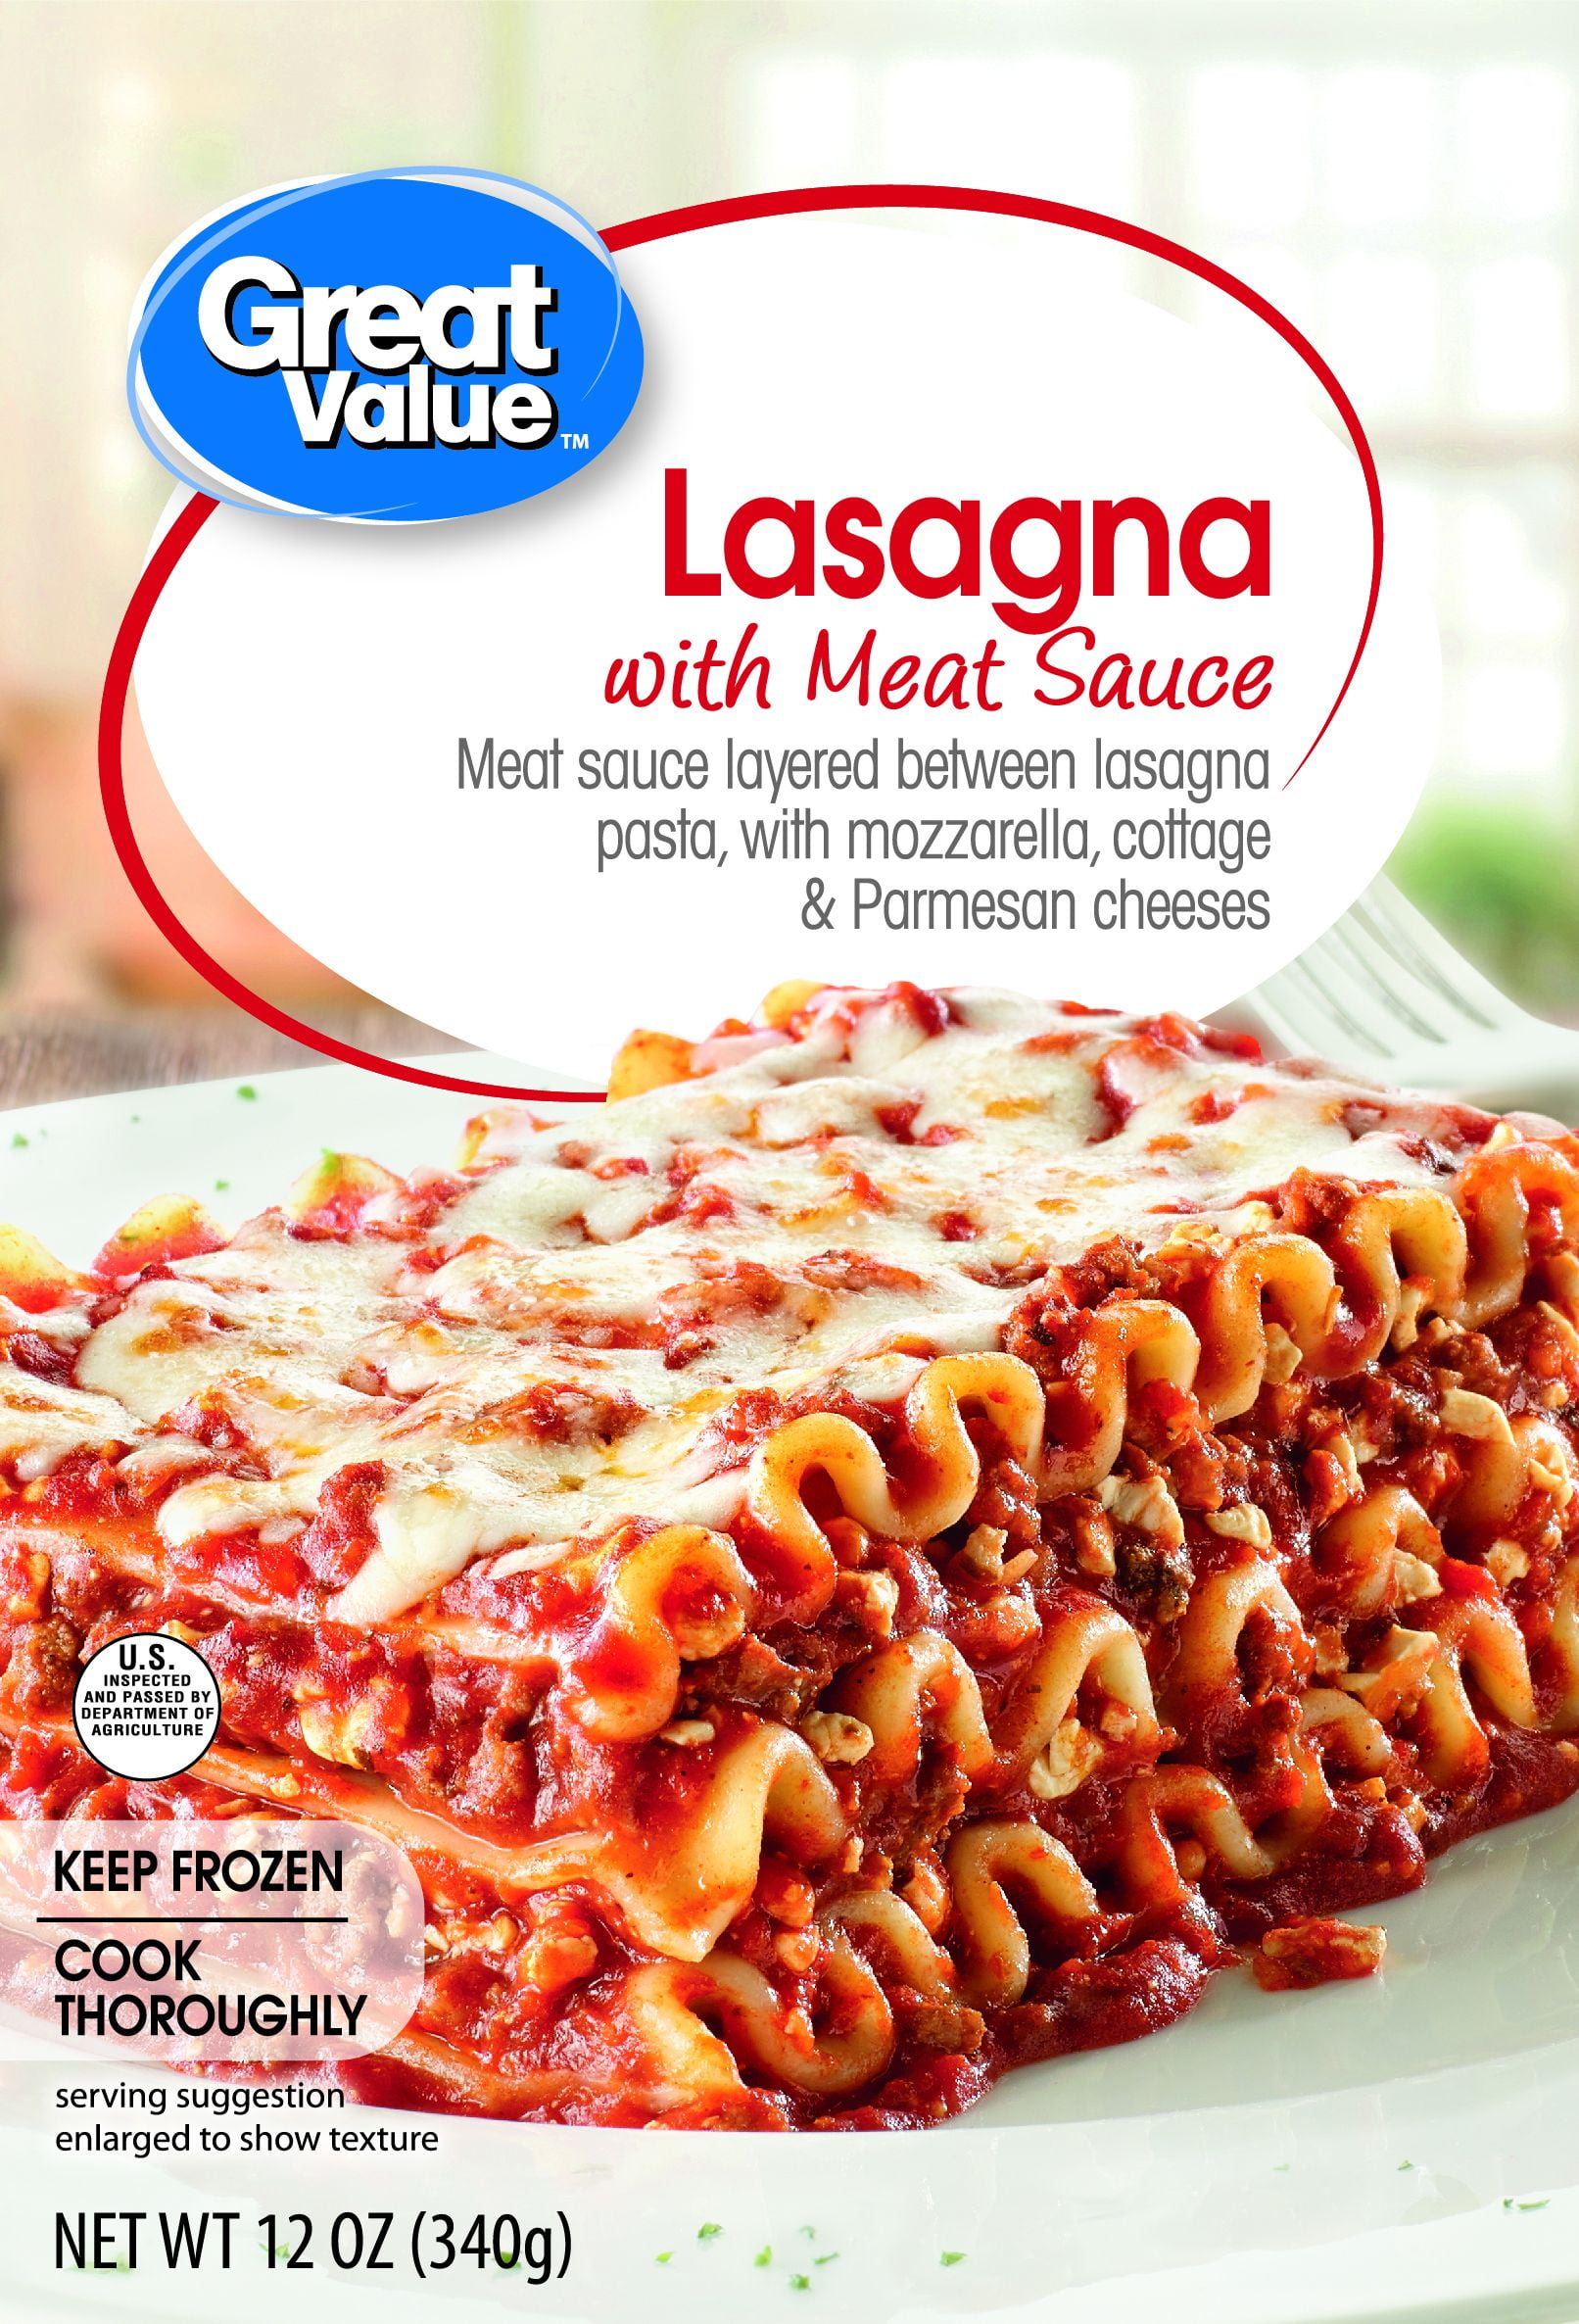 Great
Value™
Lasagna
with Meat Sauce
Meat sauce layered between lasagna
pasta, with mozzarella, cottage
& Parmesan cheeses
U.S.
INSPECTED
AND PASSED BY
DEPARTMENT OF
AGRICULTURE
KEEP FROZEN
COOK
THOROUGHLY
serving suggestion
enlarged to show texture
NET WT 12 OZ (340g)